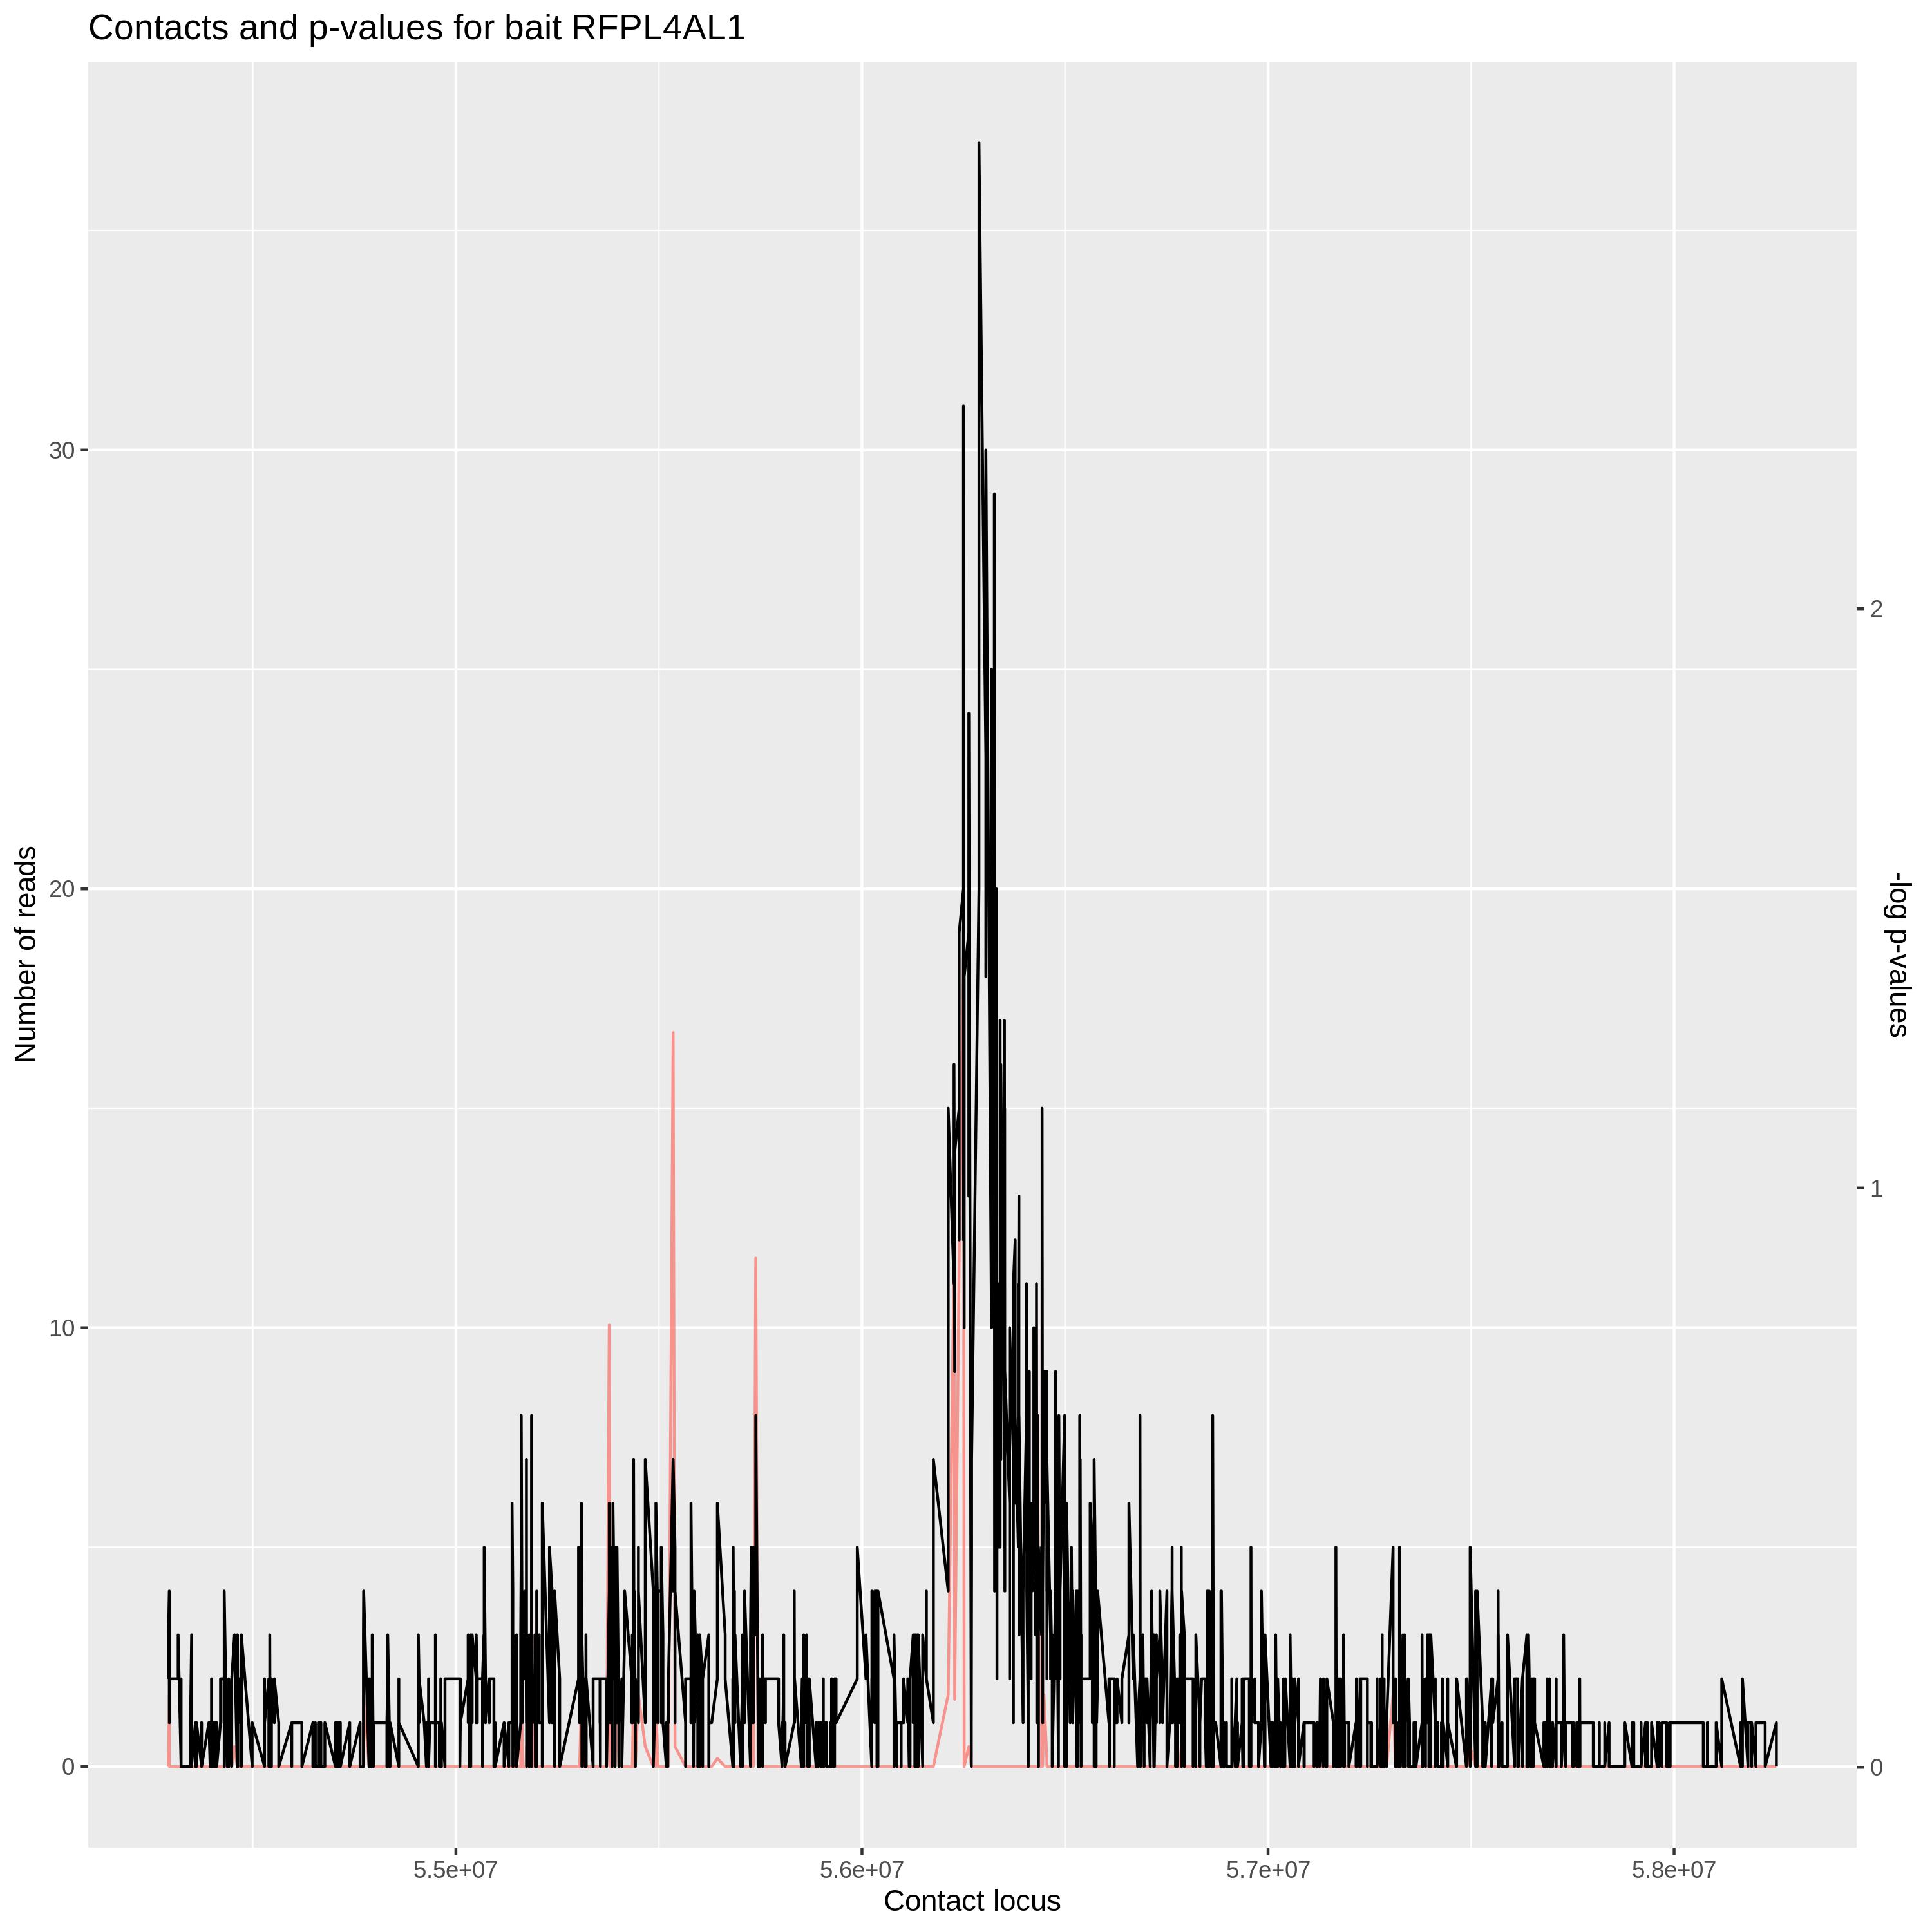 Contacts and p-values for bait RFPL4AL1
30
20
10
0
Number of reads
2
1
0
-log p-values
5.5e+07
5.6e+07
5.7e+07
5.8e+07
Contact locus